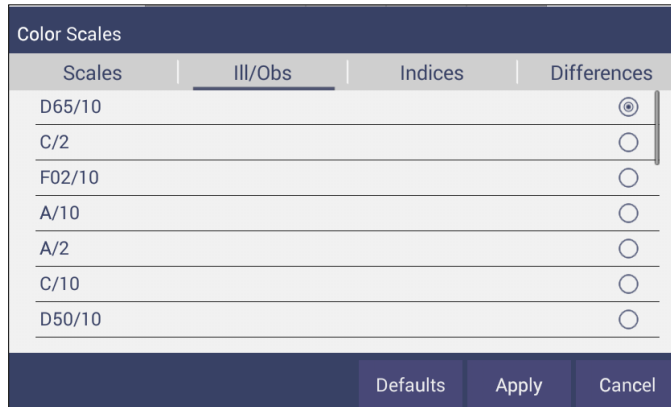 Color Scales
Scales Ill/Obs Indices Differences
D65/10
C/2
F02/10
A/10
A/2
C/10
D50/10
Defaults Apply Cancel